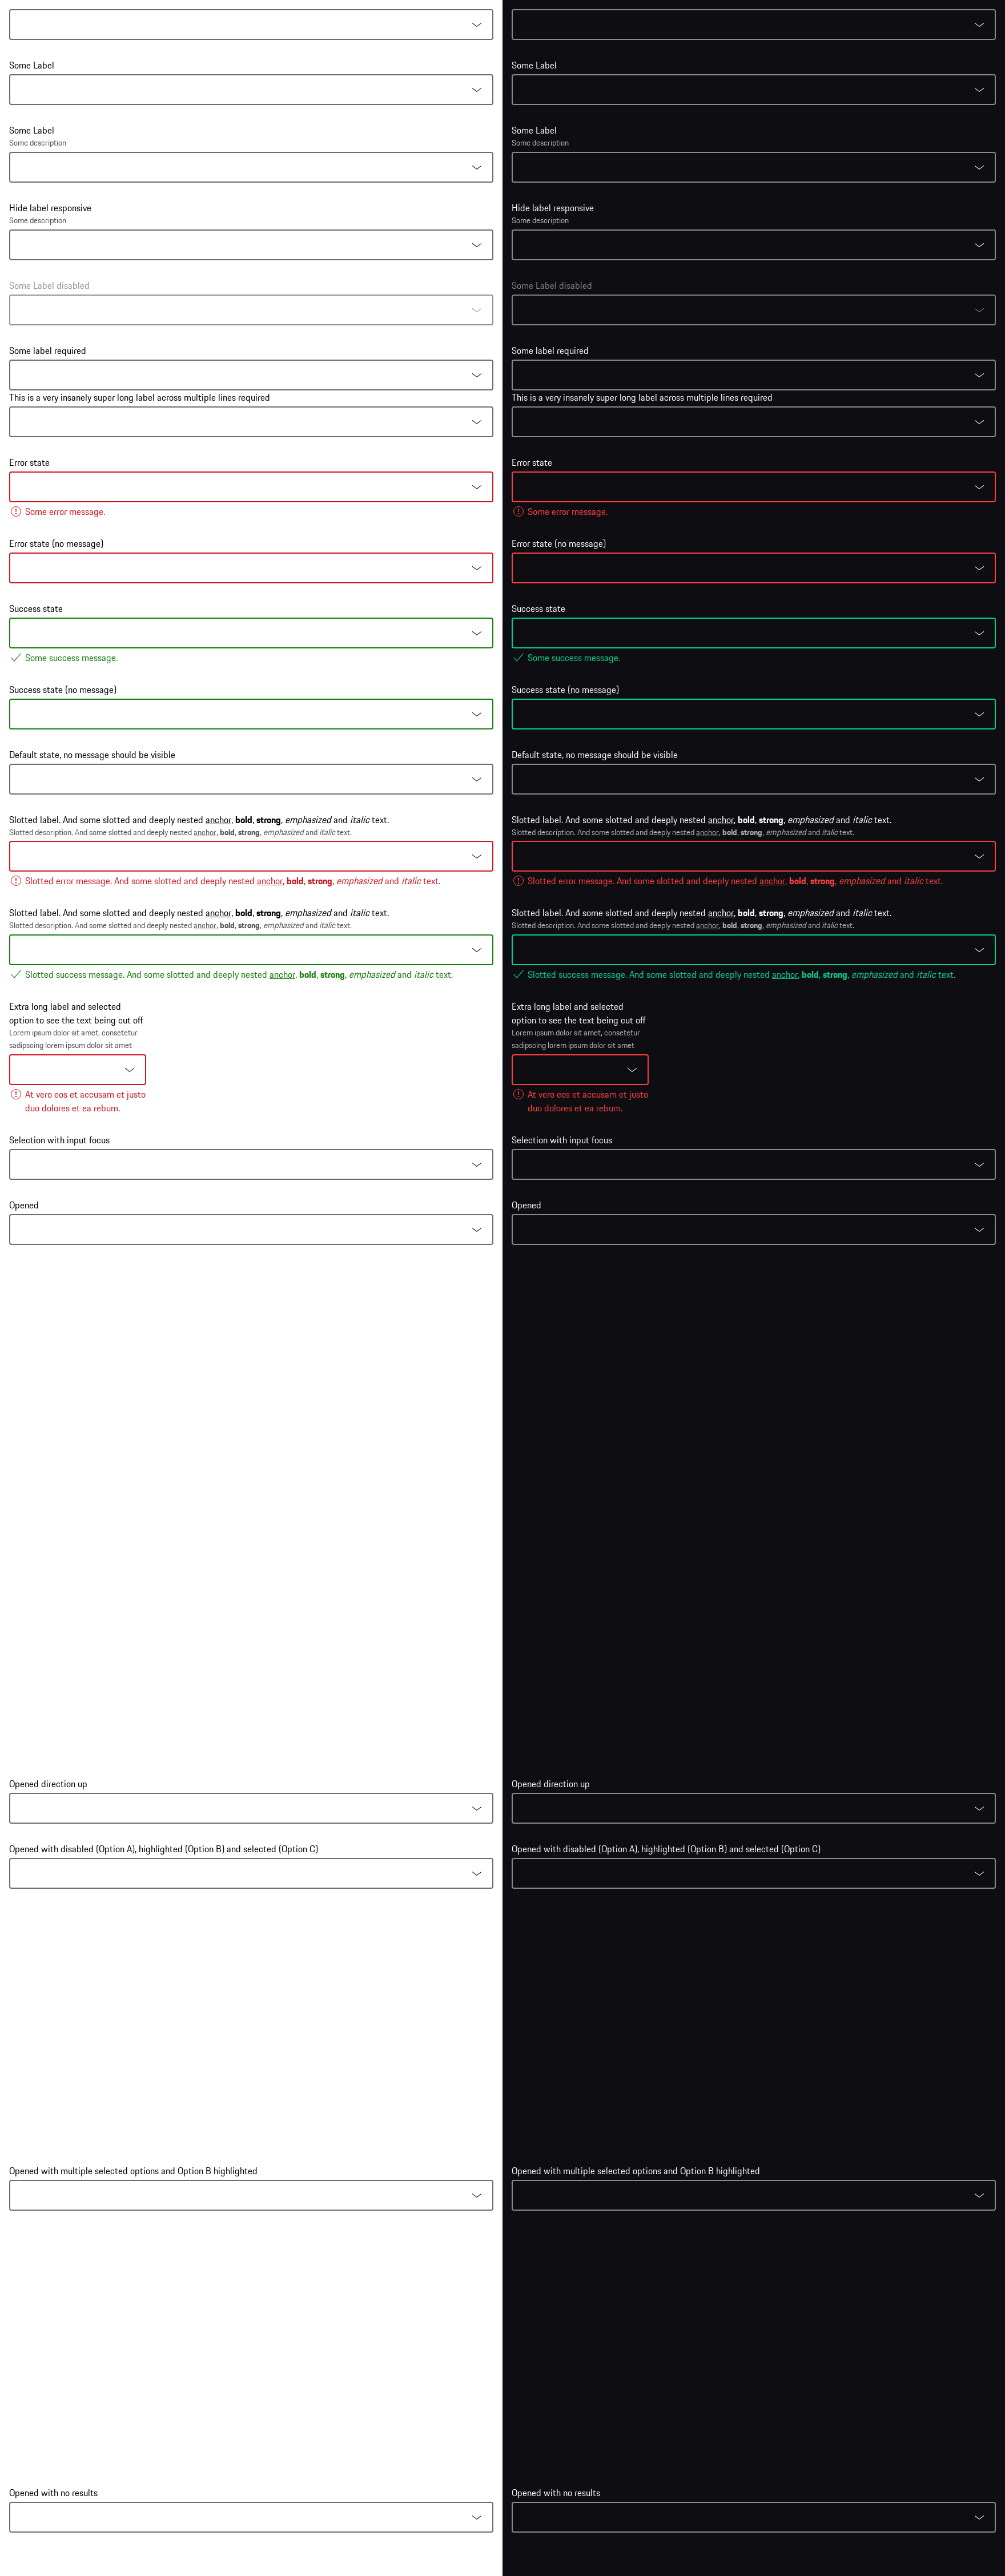 Some Label
Some Label
Some description
Hide label responsive
Some description
Some Label disabled
Some label required
This is a very insanely super long label across multiple lines required
Error state
Some error message.
Error state (no message)
Success state
Some success message.
Success state (no message)
Default state, no message should be visible
Slotted label. And some slotted and deeply nested anchor, bold, strong, emphasized and italic text.
Slotted description. And some slotted and deeply nested anchor, bold, strong, emphasized and italic text.
Slotted error message. And some slotted and deeply nested anchor, bold, strong, emphasized and italic text.
Slotted label. And some slotted and deeply nested anchor, bold, strong, emphasized and italic text.
Slotted description. And some slotted and deeply nested anchor, bold, strong, emphasized and italic text.
Slotted success message. And some slotted and deeply nested anchor, bold, strong, emphasized and italic text.
Extra long label and selected
option to see the text being cut off
Lorem ipsum dolor sit amet, consetetur
sadipscing lorem ipsum dolor sit amet
At vero eos et accusam et justo
duo dolores et ea rebum.
Selection with input focus
Opened
Opened direction up
Opened with disabled (Option A), highlighted (Option B) and selected (Option C)
Opened with multiple selected options and Option B highlighted
Opened with no results
Some Label
Some Label
Some description
Hide label responsive
Some description
Some Label disabled
Some label required
This is a very insanely super long label across multiple lines required
Error state
Some error message.
Error state (no message)
Success state
Some success message.
Success state (no message)
Default state, no message should be visible
Slotted label. And some slotted and deeply nested anchor, bold, strong, emphasized and italic text.
Slotted description. And some slotted and deeply nested anchor, bold, strong, emphasized and italic text.
Slotted error message. And some slotted and deeply nested anchor, bold, strong, emphasized and italic text.
Slotted label. And some slotted and deeply nested anchor, bold, strong, emphasized and italic text.
Slotted description. And some slotted and deeply nested anchor, bold, strong, emphasized and italic text.
Slotted success message. And some slotted and deeply nested anchor, bold, strong, emphasized and italic text.
Extra long label and selected
option to see the text being cut off
Lorem ipsum dolor sit amet, consetetur
sadipscing lorem ipsum dolor sit amet
At vero eos et accusam et justo
duo dolores et ea rebum.
Selection with input focus
Opened
Opened direction up
Opened with disabled (Option A), highlighted (Option B) and selected (Option C)
Opened with multiple selected options and Option B highlighted
Opened with no results